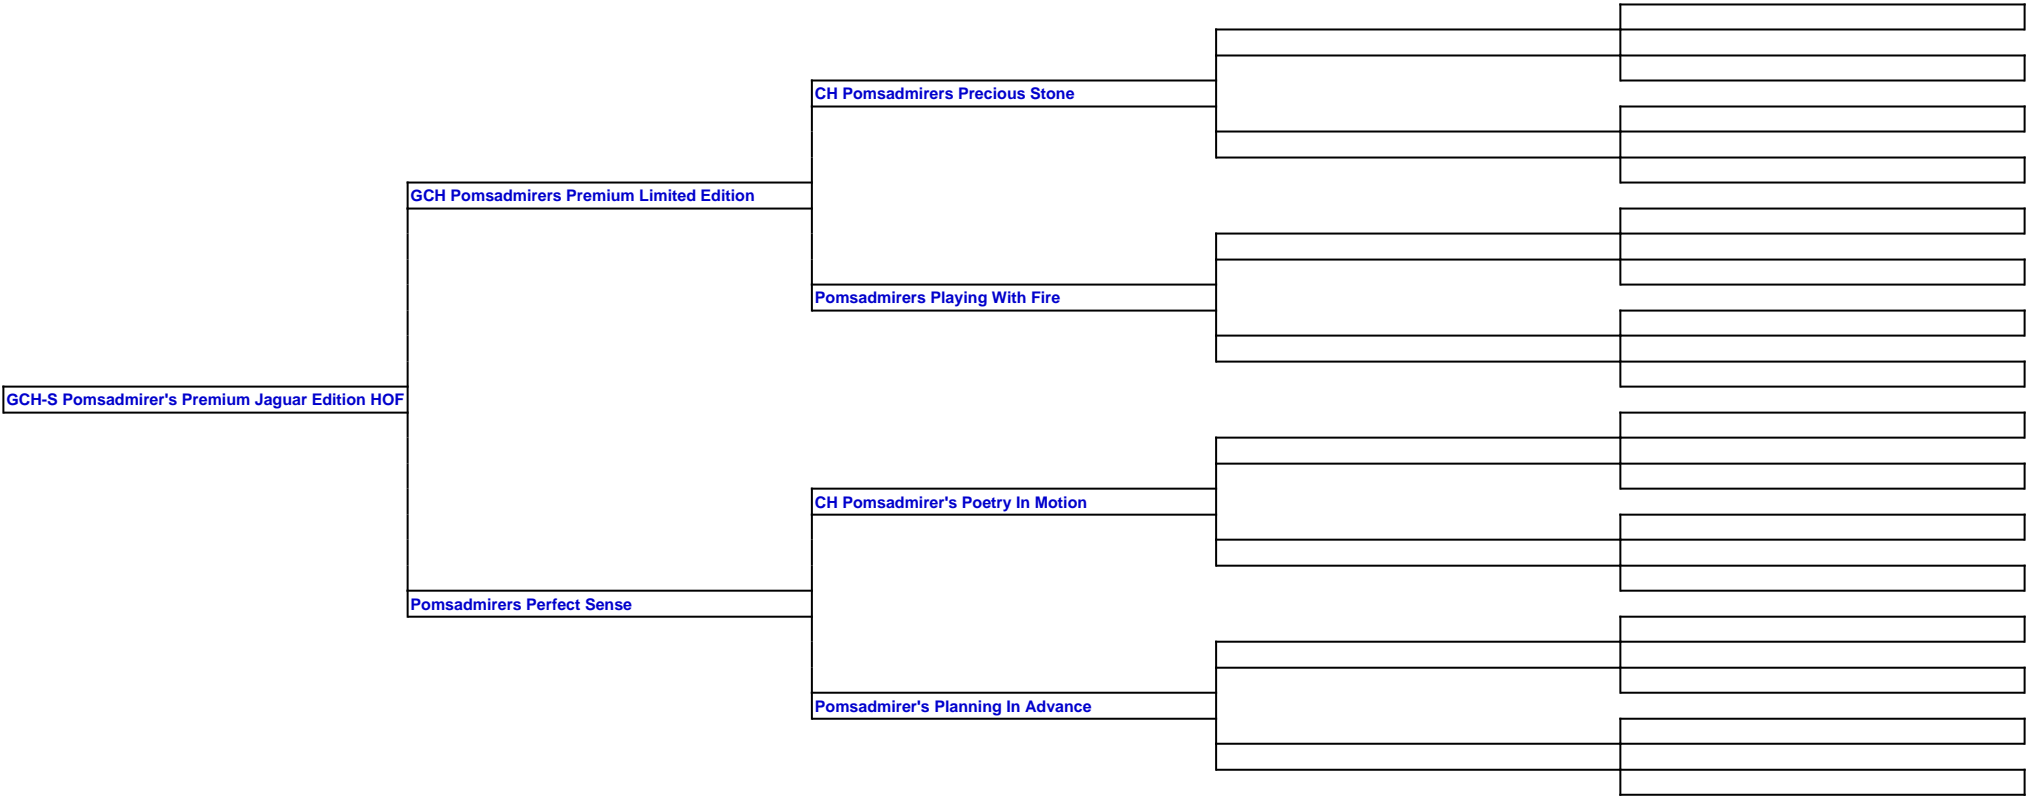 CH Pomsadmirers Precious Stone
GCH Pomsadmirers Premium Limited Edition
Pomsadmirers Playing With Fire
GCH-S Pomsadmirer's Premium Jaguar Edition HOF
CH Pomsadmirer's Poetry In Motion
Pomsadmirers Perfect Sense
Pomsadmirer's Planning In Advance